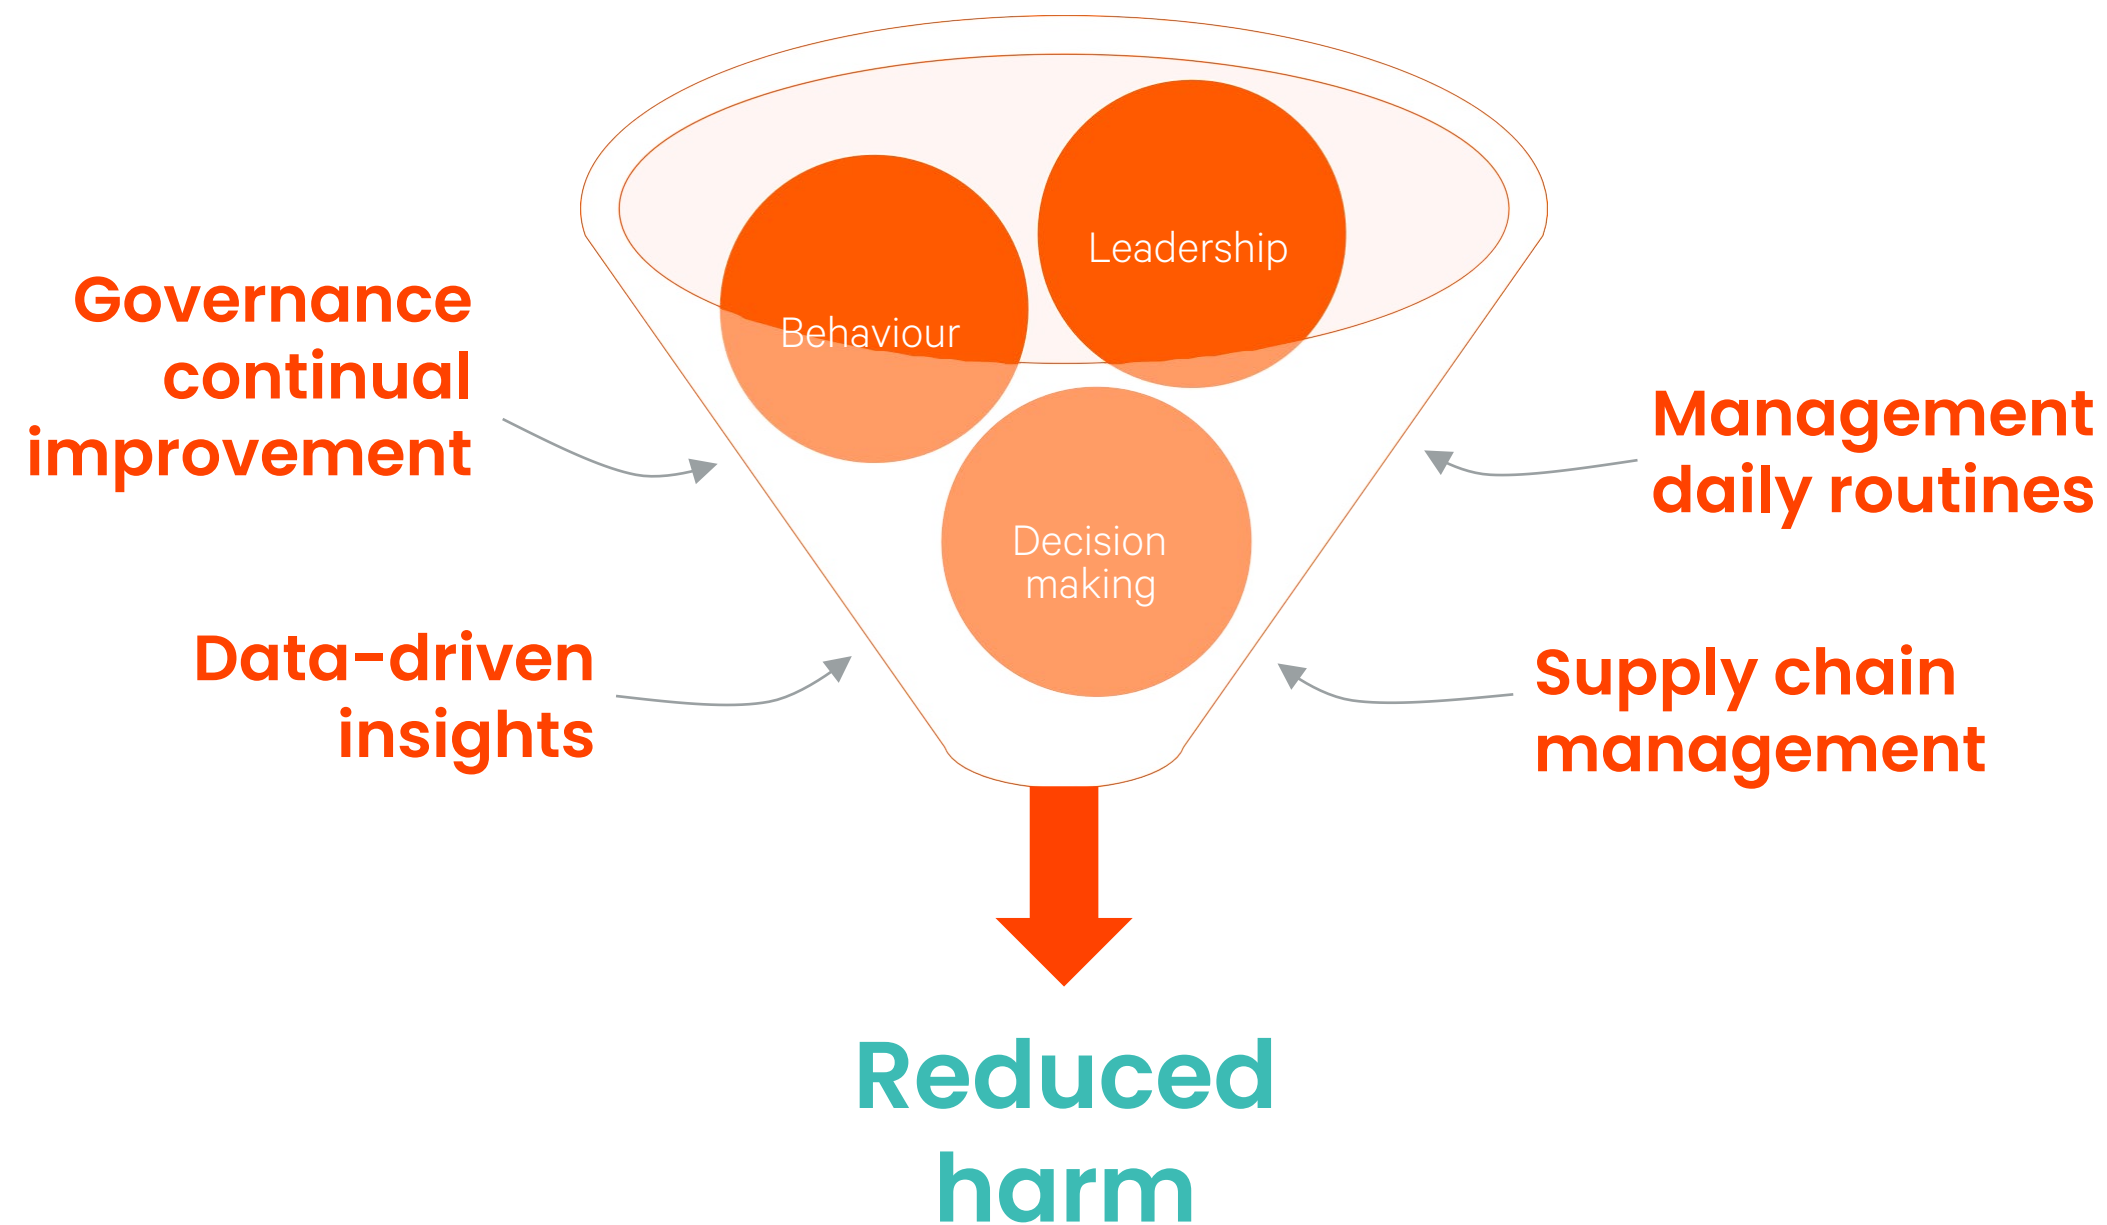 Leadership
Behaviour
Decision
making
Governance
continual
improvement
Data-driven
insights
Management
daily routines
Supply chain
management
Reduced
harm